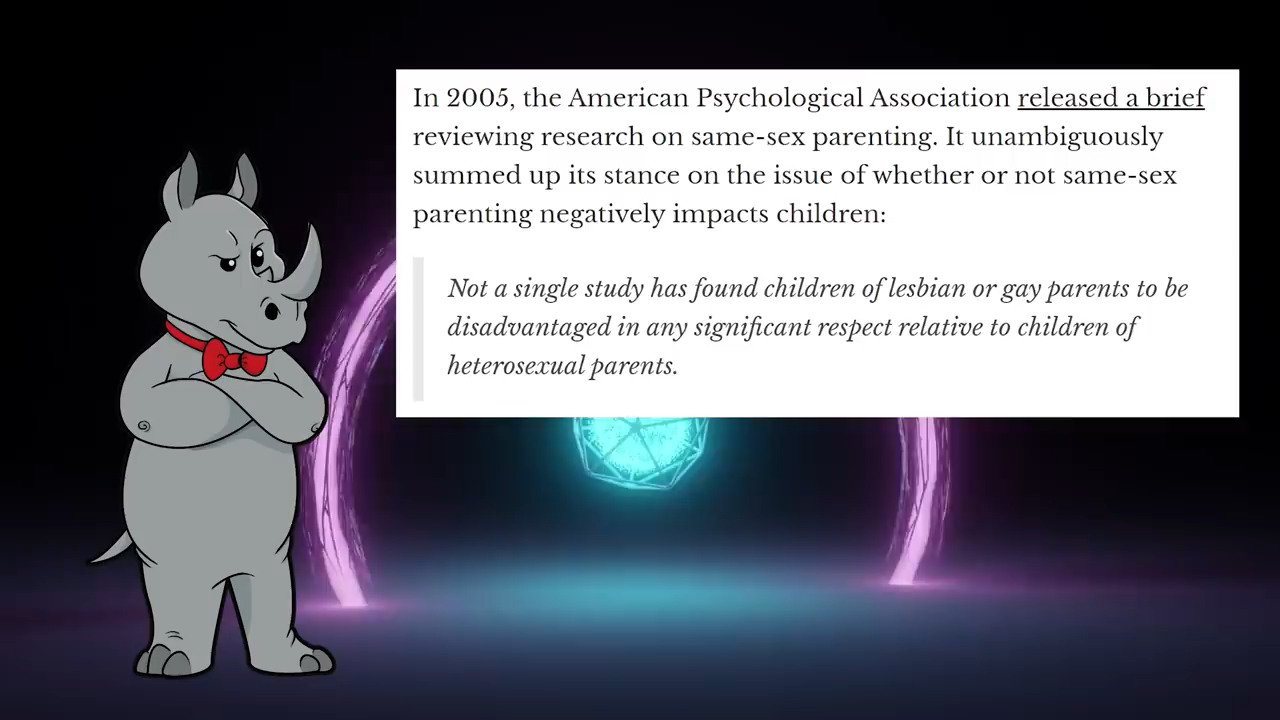 In 2005, the American Psychological Association released a brief
reviewing research on same-sex parenting. It unambiguously
summed up its stance on the issue of whether or not same-sex
parenting negatively impacts children:
Not a single study has found children of lesbian or gay parents to be
disadvantaged in any significant respect relative to children of
heterosexual parents.